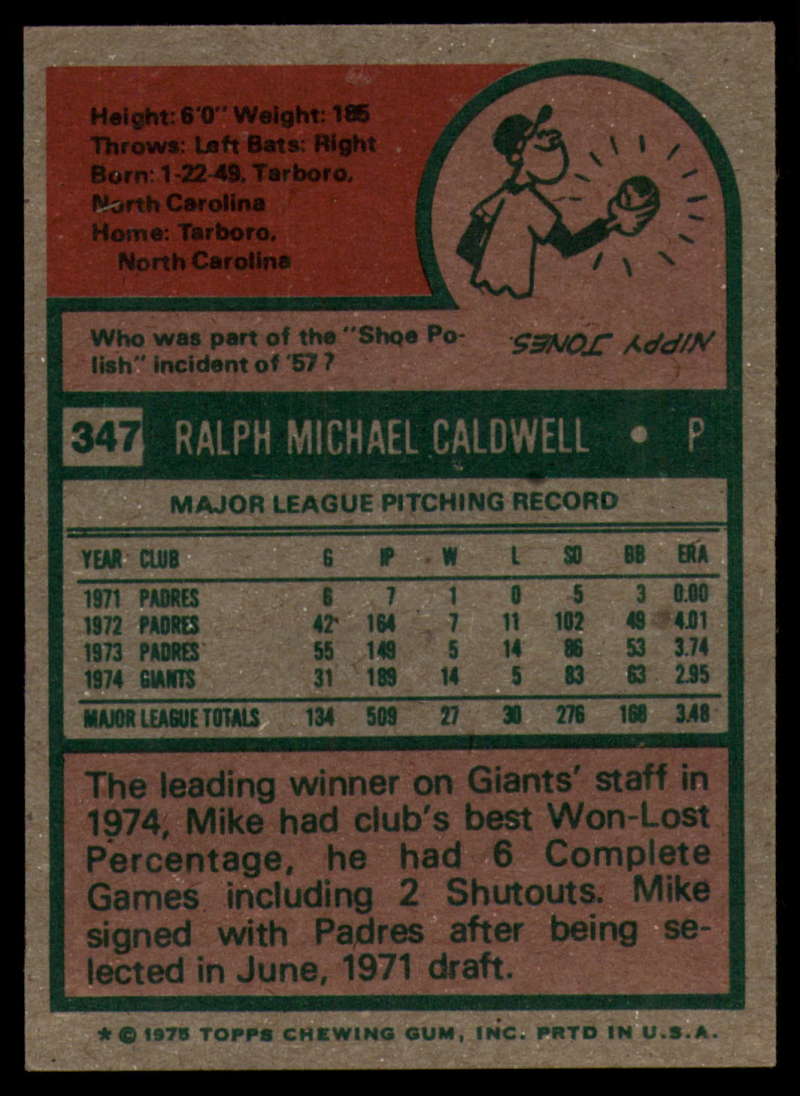 Height: 6'0" Weight: 185
Throws: Left Bats: Right
Born: 1-22-49, Tarboro,
North Carolina
Home: Tarboro,
North Carolina
Who was part of the "Shoe Po-
lish" incident of '57?
NIPPY JONES.
347 RALPH MICHAEL CALDWELL • P
MAJOR LEAGUE PITCHING RECORD
YEAR CLUB G IP W L SO BB ERA
1971 PADRES 6 7 1 0 5 3 0.00
1972 PADRES 42 164 7 11 102 49 4.01
1973 PADRES 55 149 5 14 86 53 3.74
1974 GIANTS 31 189 14 5 83 63 2.95
MAJOR LEAGUE TOTALS 134 509 27 30 276 168 3.48
The leading winner on Giants' staff in
1974, Mike had club's best Won-Lost
Percentage, he had 6 Complete
Games including 2 Shutouts. Mike
signed with Padres after being se-
lected in June, 1971 draft.
* © 1975 TOPPS CHEWING GUM, INC. PRTD IN U.S.A.